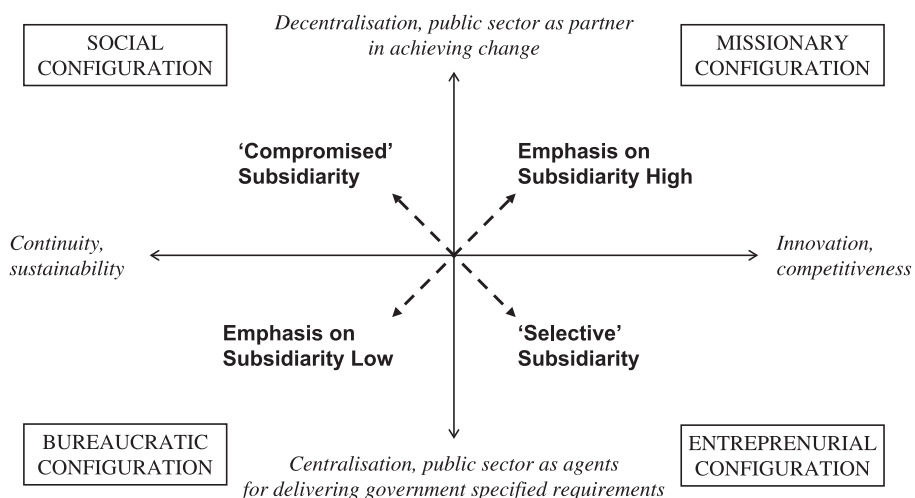 SOCIAL
CONFIGURATION
Decentralisation, public sector as partner
in achieving change
MISSIONARY
CONFIGURATION
‘Compromised’
Subsidiarity
Emphasis on
Subsidiarity High
Continuity,
sustainability
Innovation,
competitiveness
Emphasis on
Subsidiarity Low
‘Selective’
Subsidiarity
BUREAUCRATIC
CONFIGURATION
Centralisation, public sector as agents
for delivering government specified requirements
ENTREPRENURIAL
CONFIGURATION